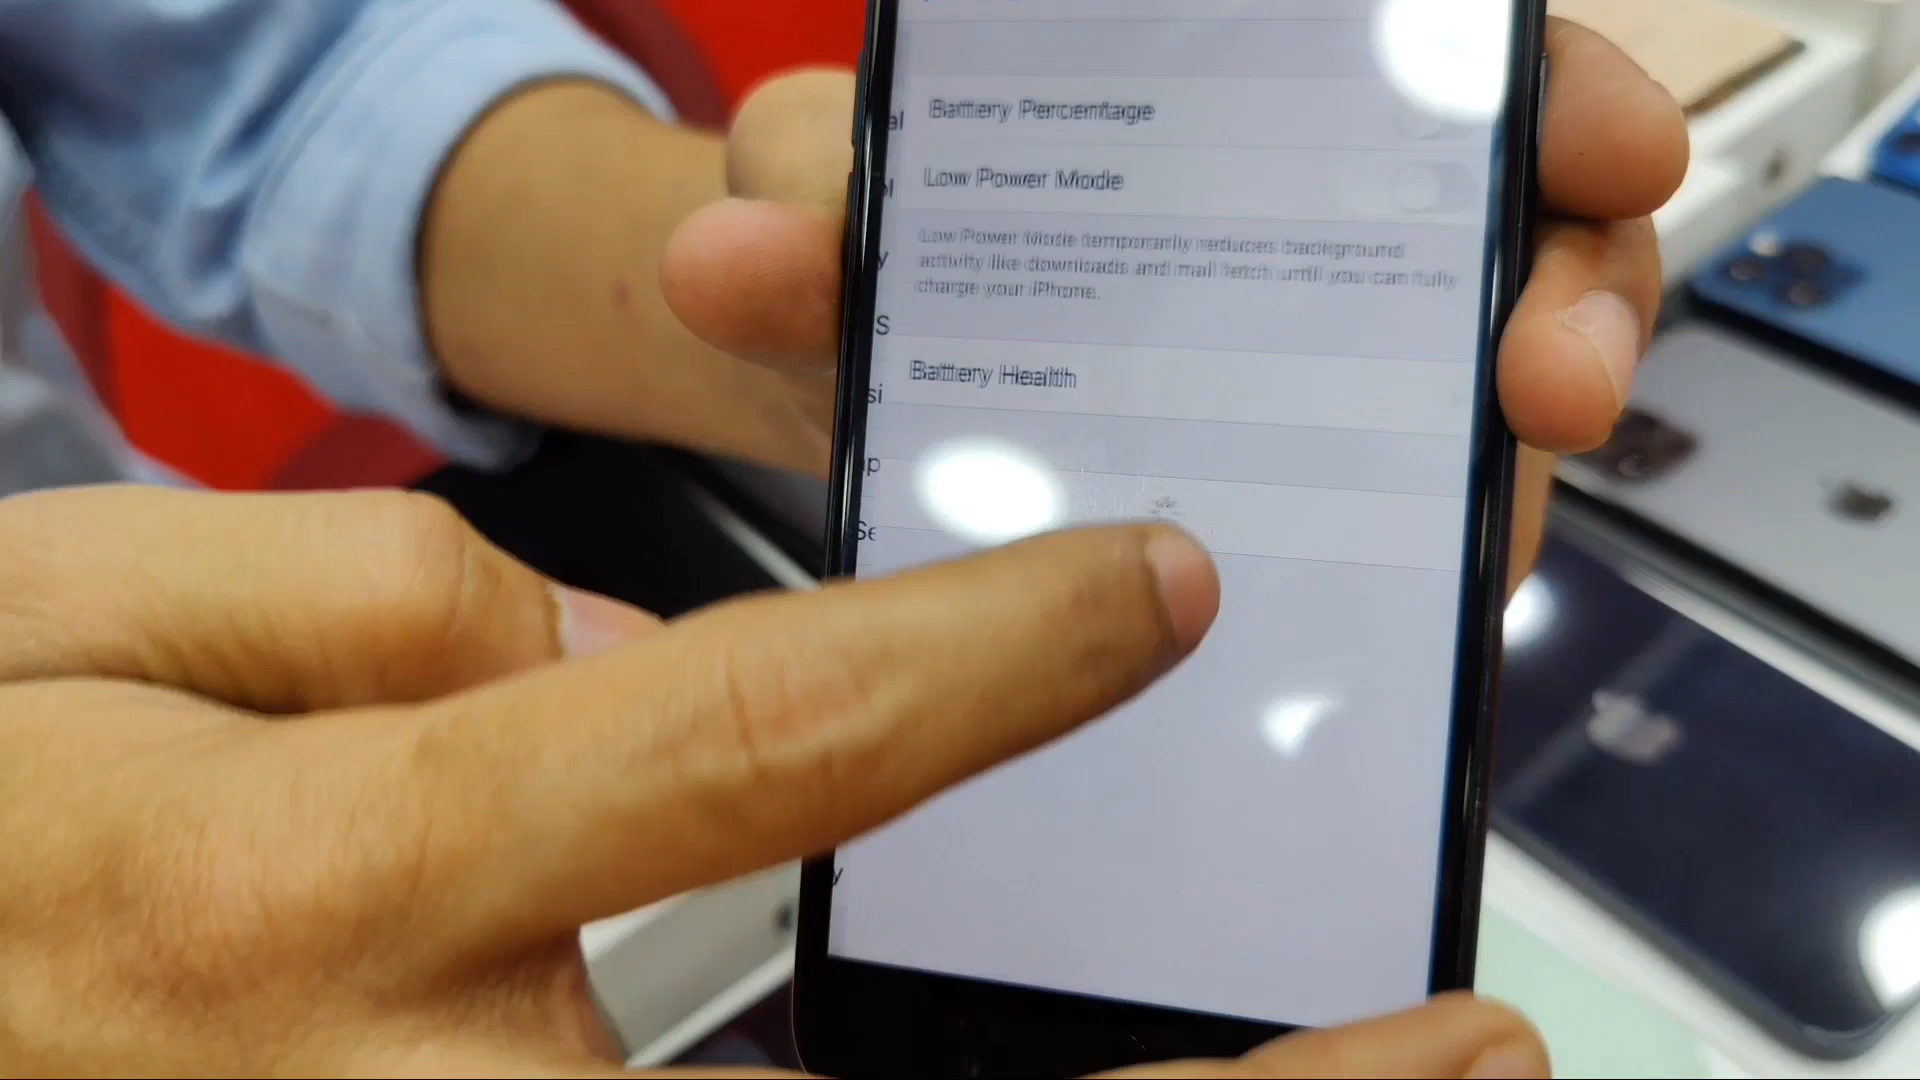 Battery Percentage
Low Power Mode
Low Power Mode temporarily reduces background
activity like downloads and mail fetch until you can fully
charge your iPhone.
Battery Health